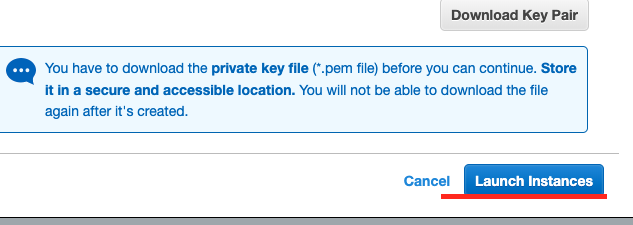 Download Key Pair
You have to download the private key file (*.pem file) before you can continue. Store
it in a secure and accessible location. You will not be able to download the file
again after it's created.
Cancel
Launch Instances